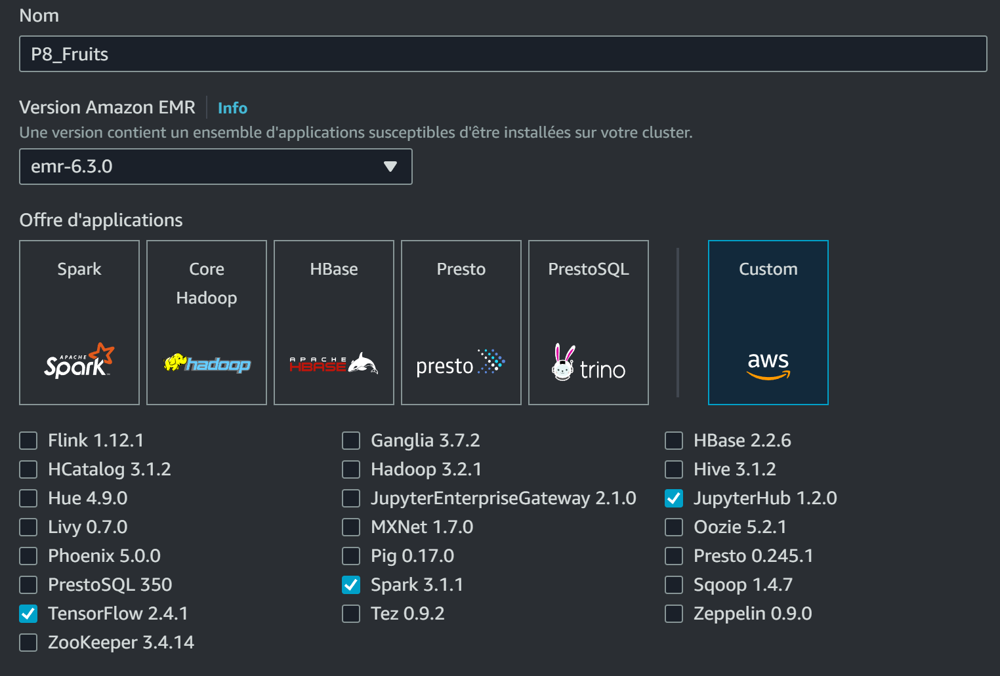 Nom
P8_Fruits
Version Amazon EMR Info
Une version contient un ensemble d'applications susceptibles d'être installées sur votre cluster.
emr-6.3.0
Offre d'applications
Spark
APACHE
Spark
Core
Hadoop
hadoop
HBase
APACHE
HBASE
Presto
presto
PrestoSQL
trino
Custom
aws
Flink 1.12.1
Ganglia 3.7.2
HBase 2.2.6
HCatalog 3.1.2
Hadoop 3.2.1
Hive 3.1.2
Hue 4.9.0
JupyterEnterpriseGateway 2.1.0
JupyterHub 1.2.0
Livy 0.7.0
MXNet 1.7.0
Oozie 5.2.1
Phoenix 5.0.0
Pig 0.17.0
Presto 0.245.1
PrestoSQL 350
Spark 3.1.1
Sqoop 1.4.7
TensorFlow 2.4.1
Tez 0.9.2
Zeppelin 0.9.0
ZooKeeper 3.4.14